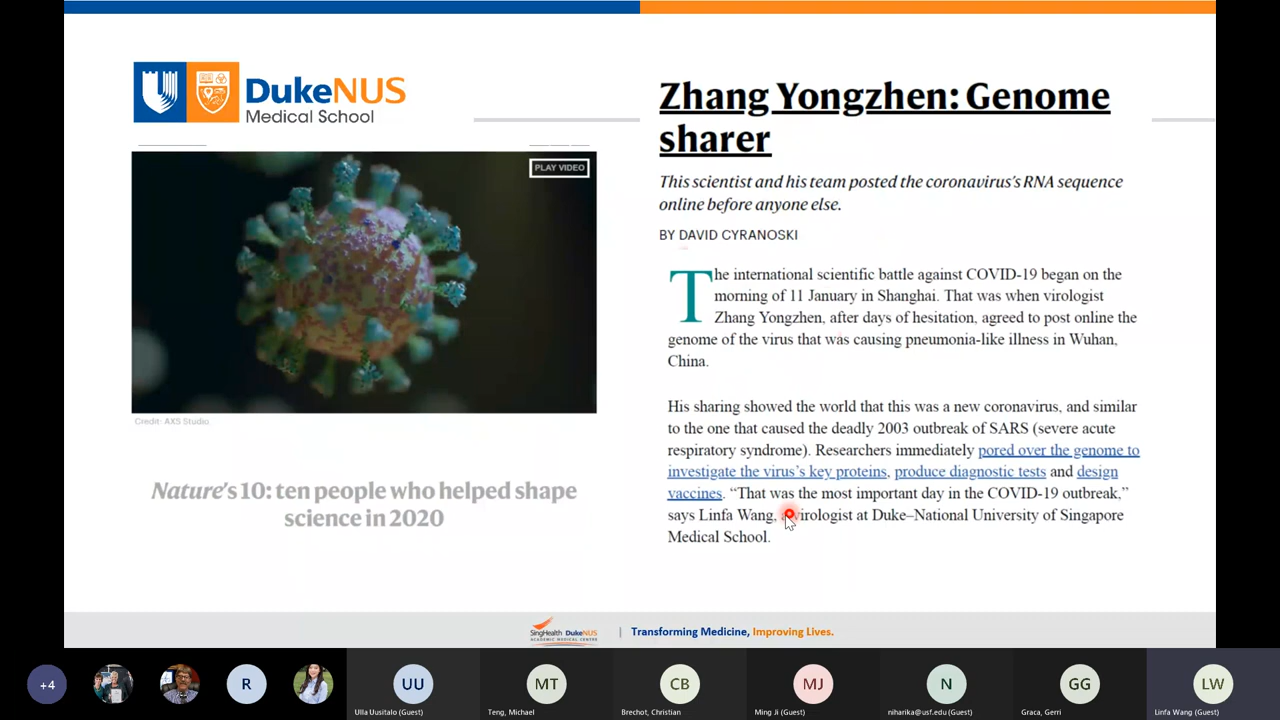 DukeNUS
Medical School
PLAY VIDEO
Credit: AXS Studio
Nature's 10: ten people who helped shape
science in 2020
Zhang Yongzhen: Genome
sharer
This scientist and his team posted the coronavirus's RNA sequence
online before anyone else.
BY DAVID CYRANOSKI
The international scientific battle against COVID-19 began on the
morning of 11 January in Shanghai. That was when virologist
Zhang Yongzhen, after days of hesitation, agreed to post online the
genome of the virus that was causing pneumonia-like illness in Wuhan,
China.
His sharing showed the world that this was a new coronavirus, and similar
to the one that caused the deadly 2003 outbreak of SARS (severe acute
respiratory syndrome). Researchers immediately pored over the genome to
investigate the virus's key proteins, produce diagnostic tests and design
vaccines. “That was the most important day in the COVID-19 outbreak,”
says Linfa Wang, a virologist at Duke–National University of Singapore
Medical School.
SingHealth DukeNUS
ACADEMIC MEDICAL CENTRE
| Transforming Medicine, Improving Lives.
+4 R UU MT CB MJ N GG LW
Ulla Uusitalo (Guest) Teng, Michael Brechot, Christian Ming Ji (Guest) niharika@usf.edu (Guest) Graca, Gerri Linfa Wang (Guest)